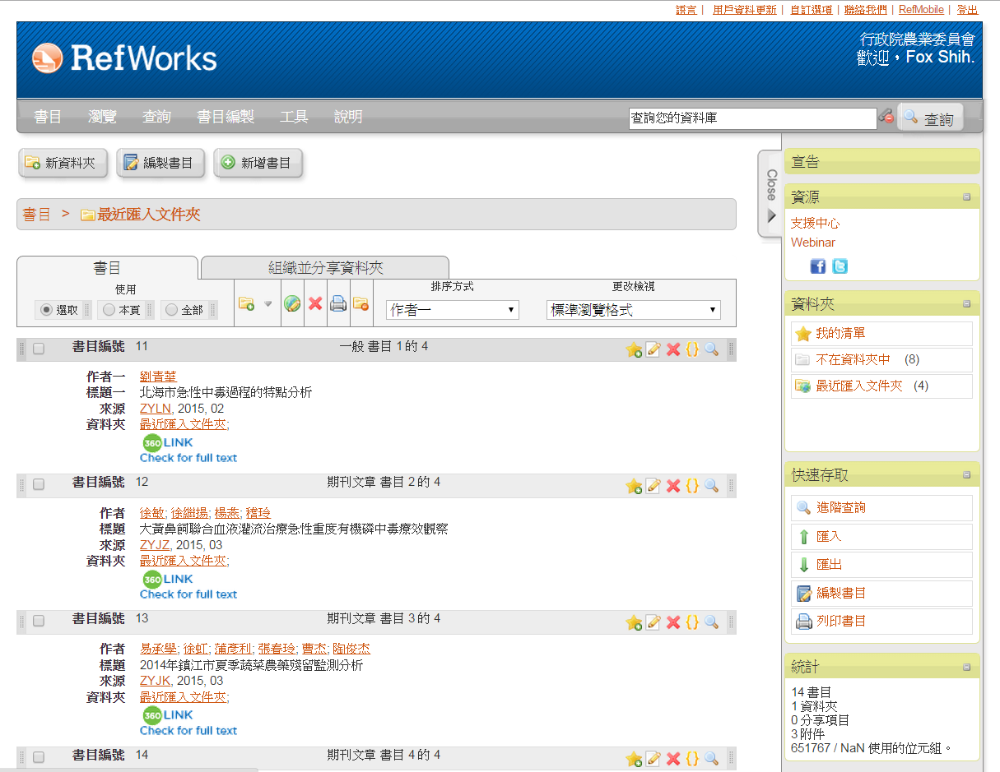 語言 | 用戶資料更新 | 自訂選項 | 聯絡我們 | RefMobile | 登出
RefWorks
行政院農業委員會
歡迎，Fox Shih.
書目 瀏覽 查詢 書目編製 工具 說明
查詢您的資料庫 查詢
新資料夾 編製書目 新增書目
書目 > 最近匯入文件夾
書目 組織並分享資料夾
使用 排序方式 更改檢視
選取 本頁 全部 作者一 標準瀏覽格式
書目編號 11 一般 書目 1 的 4
作者一 劉青華
標題一 北海市急性中毒過程的特點分析
來源 ZYLN, 2015, 02
資料夾 最近匯入文件夾;
360 LINK
Check for full text
書目編號 12 期刊文章 書目 2 的 4
作者 徐敏; 徐繼揚; 楊燕; 稽玲
標題 大黃鼻飼聯合血液灌流治療急性重度有機磷中毒療效觀察
來源 ZYJZ, 2015, 03
資料夾 最近匯入文件夾;
360 LINK
Check for full text
書目編號 13 期刊文章 書目 3 的 4
作者 易承學; 徐虹; 蒲彥利; 張春玲; 曹杰; 陶俊杰
標題 2014年鎮江市夏季蔬菜農藥殘留監測分析
來源 ZYJK, 2015, 03
資料夾 最近匯入文件夾;
360 LINK
Check for full text
書目編號 14 期刊文章 書目 4 的 4
Close
宣告
資源
支援中心
Webinar
資料夾
我的清單
不在資料夾中 (8)
最近匯入文件夾 (4)
快速存取
進階查詢
匯入
匯出
編製書目
列印書目
統計
14 書目
1 資料夾
0 分享項目
3 附件
651767 / NaN 使用的位元組。